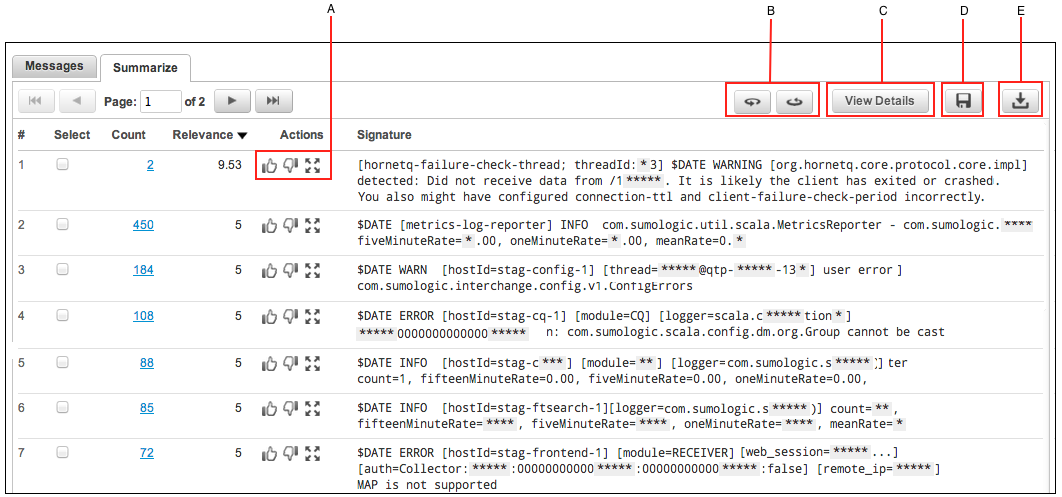 A B C D E
Messages Summarize
Page: 1 of 2 View Details
# Select Count Relevance Actions Signature
1 2 9.53 [hornetq-failure-check-thread; threadId:*3] $DATE WARNING [org.hornetq.core.protocol.core.impl]
detected: Did not receive data from /1*****. It is likely the client has exited or crashed.
You also might have configured connection-ttl and client-failure-check-period incorrectly.
2 450 5 $DATE [metrics-log-reporter] INFO com.sumologic.util.scala.MetricsReporter - com.sumologic.****
fiveMinuteRate=*.00, oneMinuteRate=*.00, meanRate=0.*
3 184 5 $DATE WARN [hostId=stag-config-1] [thread=*****@qtp-*****-13*] user error]
com.sumologic.interchange.config.v1.ConfigErrors
4 108 5 $DATE ERROR [hostId=stag-cq-1] [module=CQ] [logger=scala.c*****tion*]
*****0000000000000***** n: com.sumologic.scala.config.dm.org.Group cannot be cast
5 88 5 $DATE INFO [hostId=stag-c***] [module=**] [logger=com.sumologic.s*****] ter
count=1, fifteenMinuteRate=0.00, fiveMinuteRate=0.00, oneMinuteRate=0.00,
6 85 5 $DATE INFO [hostId=stag-ftsearch-1][logger=com.sumologic.s*****)] count=**,
fifteenMinuteRate=****, fiveMinuteRate=****, oneMinuteRate=****, meanRate=*
7 72 5 $DATE ERROR [hostId=stag-frontend-1] [module=RECEIVER] [web_session=*****...]
[auth=Collector:*****:00000000000*****:00000000000*****:false] [remote_ip=*****]
MAP is not supported